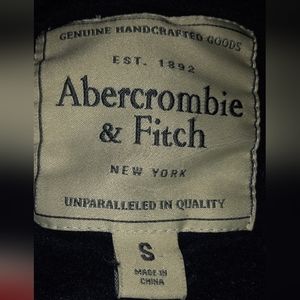 GENUINE HANDCRAFTED GOODS
EST. 1892
Abercrombie
& Fitch
NEW YORK
UNPARALLELED IN QUALITY
S
MADE IN
CHINA